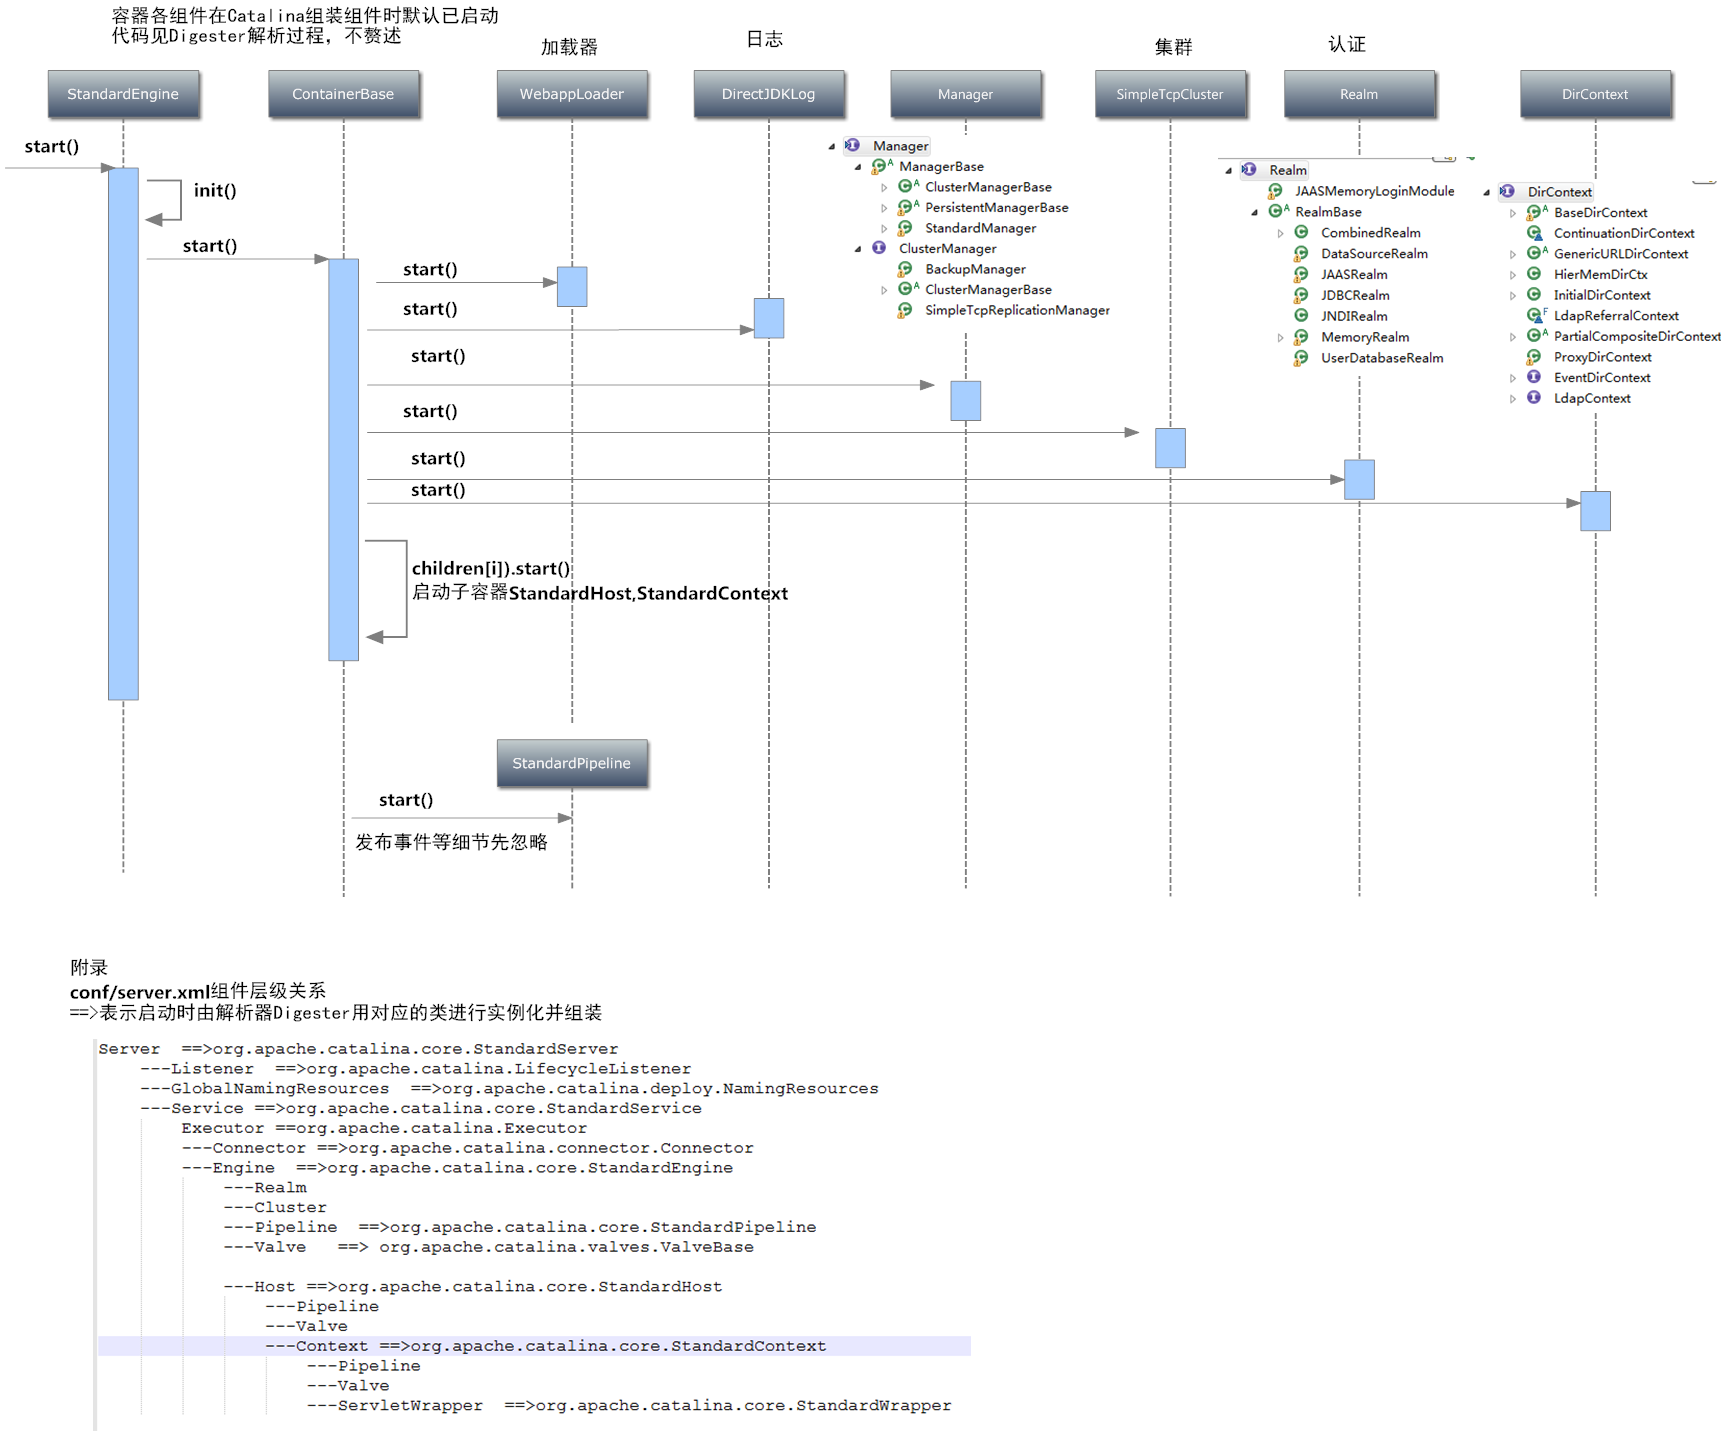 容器各组件在Catalina组装组件时默认已启动
代码见Digester解析过程，不赘述
加载器
日志
集群
认证
StandardEngine
ContainerBase
WebappLoader
DirectJDKLog
Manager
SimpleTcpCluster
Realm
DirContext
start()
init()
start()
start()
start()
start()
start()
start()
start()
Manager
ManagerBase
ClusterManagerBase
PersistentManagerBase
StandardManager
ClusterManager
BackupManager
ClusterManagerBase
SimpleTcpReplicationManager
Realm
JAASMemoryLoginModule
RealmBase
CombinedRealm
DataSourceRealm
JAASRealm
JDBCRealm
JNDIRealm
MemoryRealm
UserDatabaseRealm
DirContext
BaseDirContext
ContinuationDirContext
GenericURLDirContext
HierMemDirCtx
InitialDirContext
LdapReferralContext
PartialCompositeDirContext
ProxyDirContext
EventDirContext
LdapContext
children[i]).start()
启动子容器StandardHost,StandardContext
StandardPipeline
start()
发布事件等细节先忽略
附录
conf/server.xml组件层级关系
==>表示启动时由解析器Digester用对应的类进行实例化并组装
Server ==>org.apache.catalina.core.StandardServer
---Listener ==>org.apache.catalina.LifecycleListener
---GlobalNamingResources ==>org.apache.catalina.deploy.NamingResources
---Service ==>org.apache.catalina.core.StandardService
Executor ==org.apache.catalina.Executor
---Connector ==>org.apache.catalina.connector.Connector
---Engine ==>org.apache.catalina.core.StandardEngine
---Realm
---Cluster
---Pipeline ==>org.apache.catalina.core.StandardPipeline
---Valve ==> org.apache.catalina.valves.ValveBase
---Host ==>org.apache.catalina.core.StandardHost
---Pipeline
---Valve
---Context ==>org.apache.catalina.core.StandardContext
---Pipeline
---Valve
---ServletWrapper ==>org.apache.catalina.core.StandardWrapper